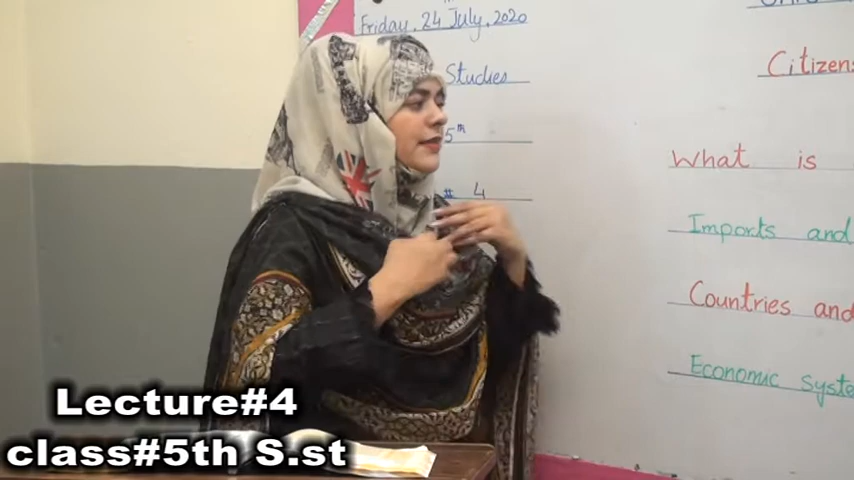 Friday, 24 July, 2020
Studies
5th
# 4
Citizen
What is
Imports and
Countries and
Economic Syste
Lecture#4
class#5th S.st